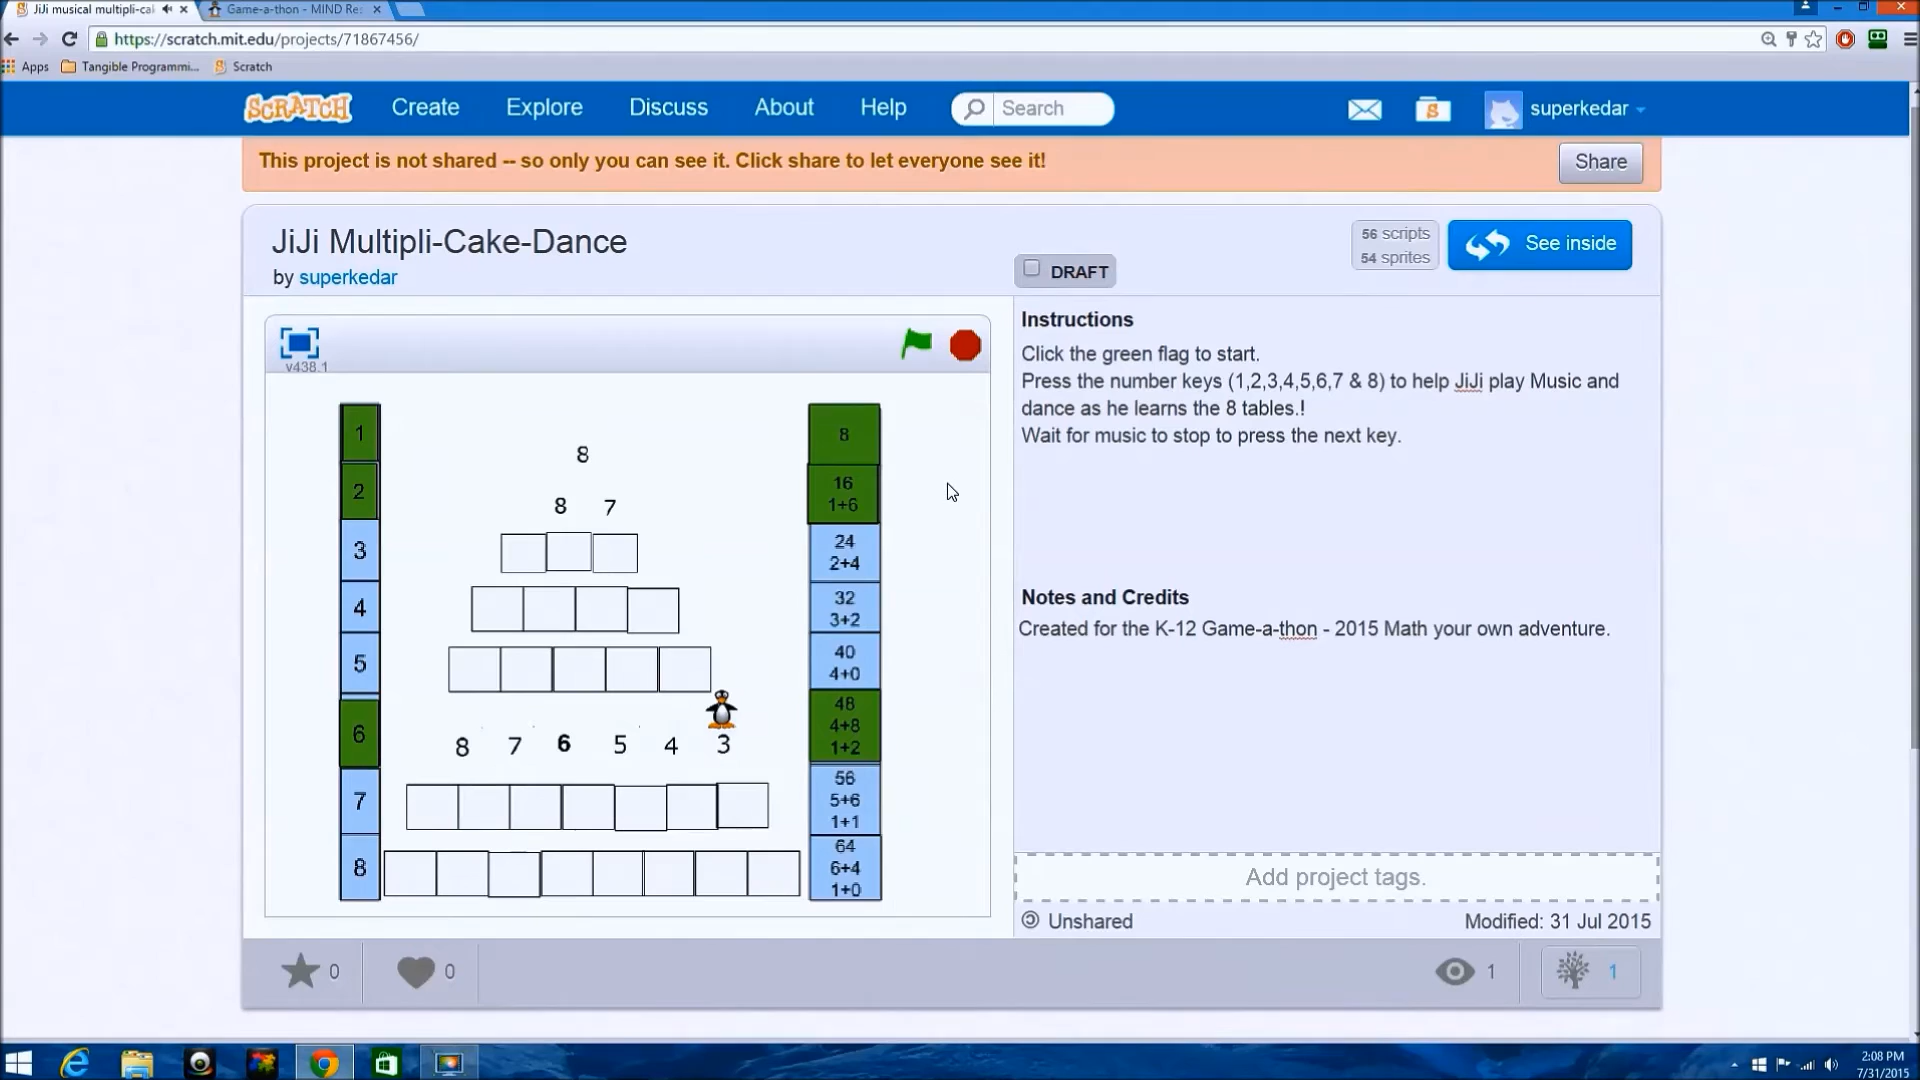 JiJi musical multipli-cal
Game-a-thon - MIND Re
https://scratch.mit.edu/projects/71867456/
Apps
Tangible Programmi...
Scratch
SCRATCH
Create
Explore
Discuss
About
Help
Search
superkedar
This project is not shared -- so only you can see it. Click share to let everyone see it!
Share
JiJi Multipli-Cake-Dance
by superkedar
DRAFT
56 scripts
54 sprites
See inside
v438.1
1
2
3
4
5
6
7
8
8
8 7
8 7 6 5 4 3
8
16
1+6
24
2+4
32
3+2
40
4+0
48
4+8
1+2
56
5+6
1+1
64
6+4
1+0
Instructions
Click the green flag to start.
Press the number keys (1,2,3,4,5,6,7 & 8) to help JiJi play Music and
dance as he learns the 8 tables.!
Wait for music to stop to press the next key.
Notes and Credits
Created for the K-12 Game-a-thon - 2015 Math your own adventure.
Add project tags.
Unshared
Modified: 31 Jul 2015
0
0
1
1
2:08 PM
7/31/2015